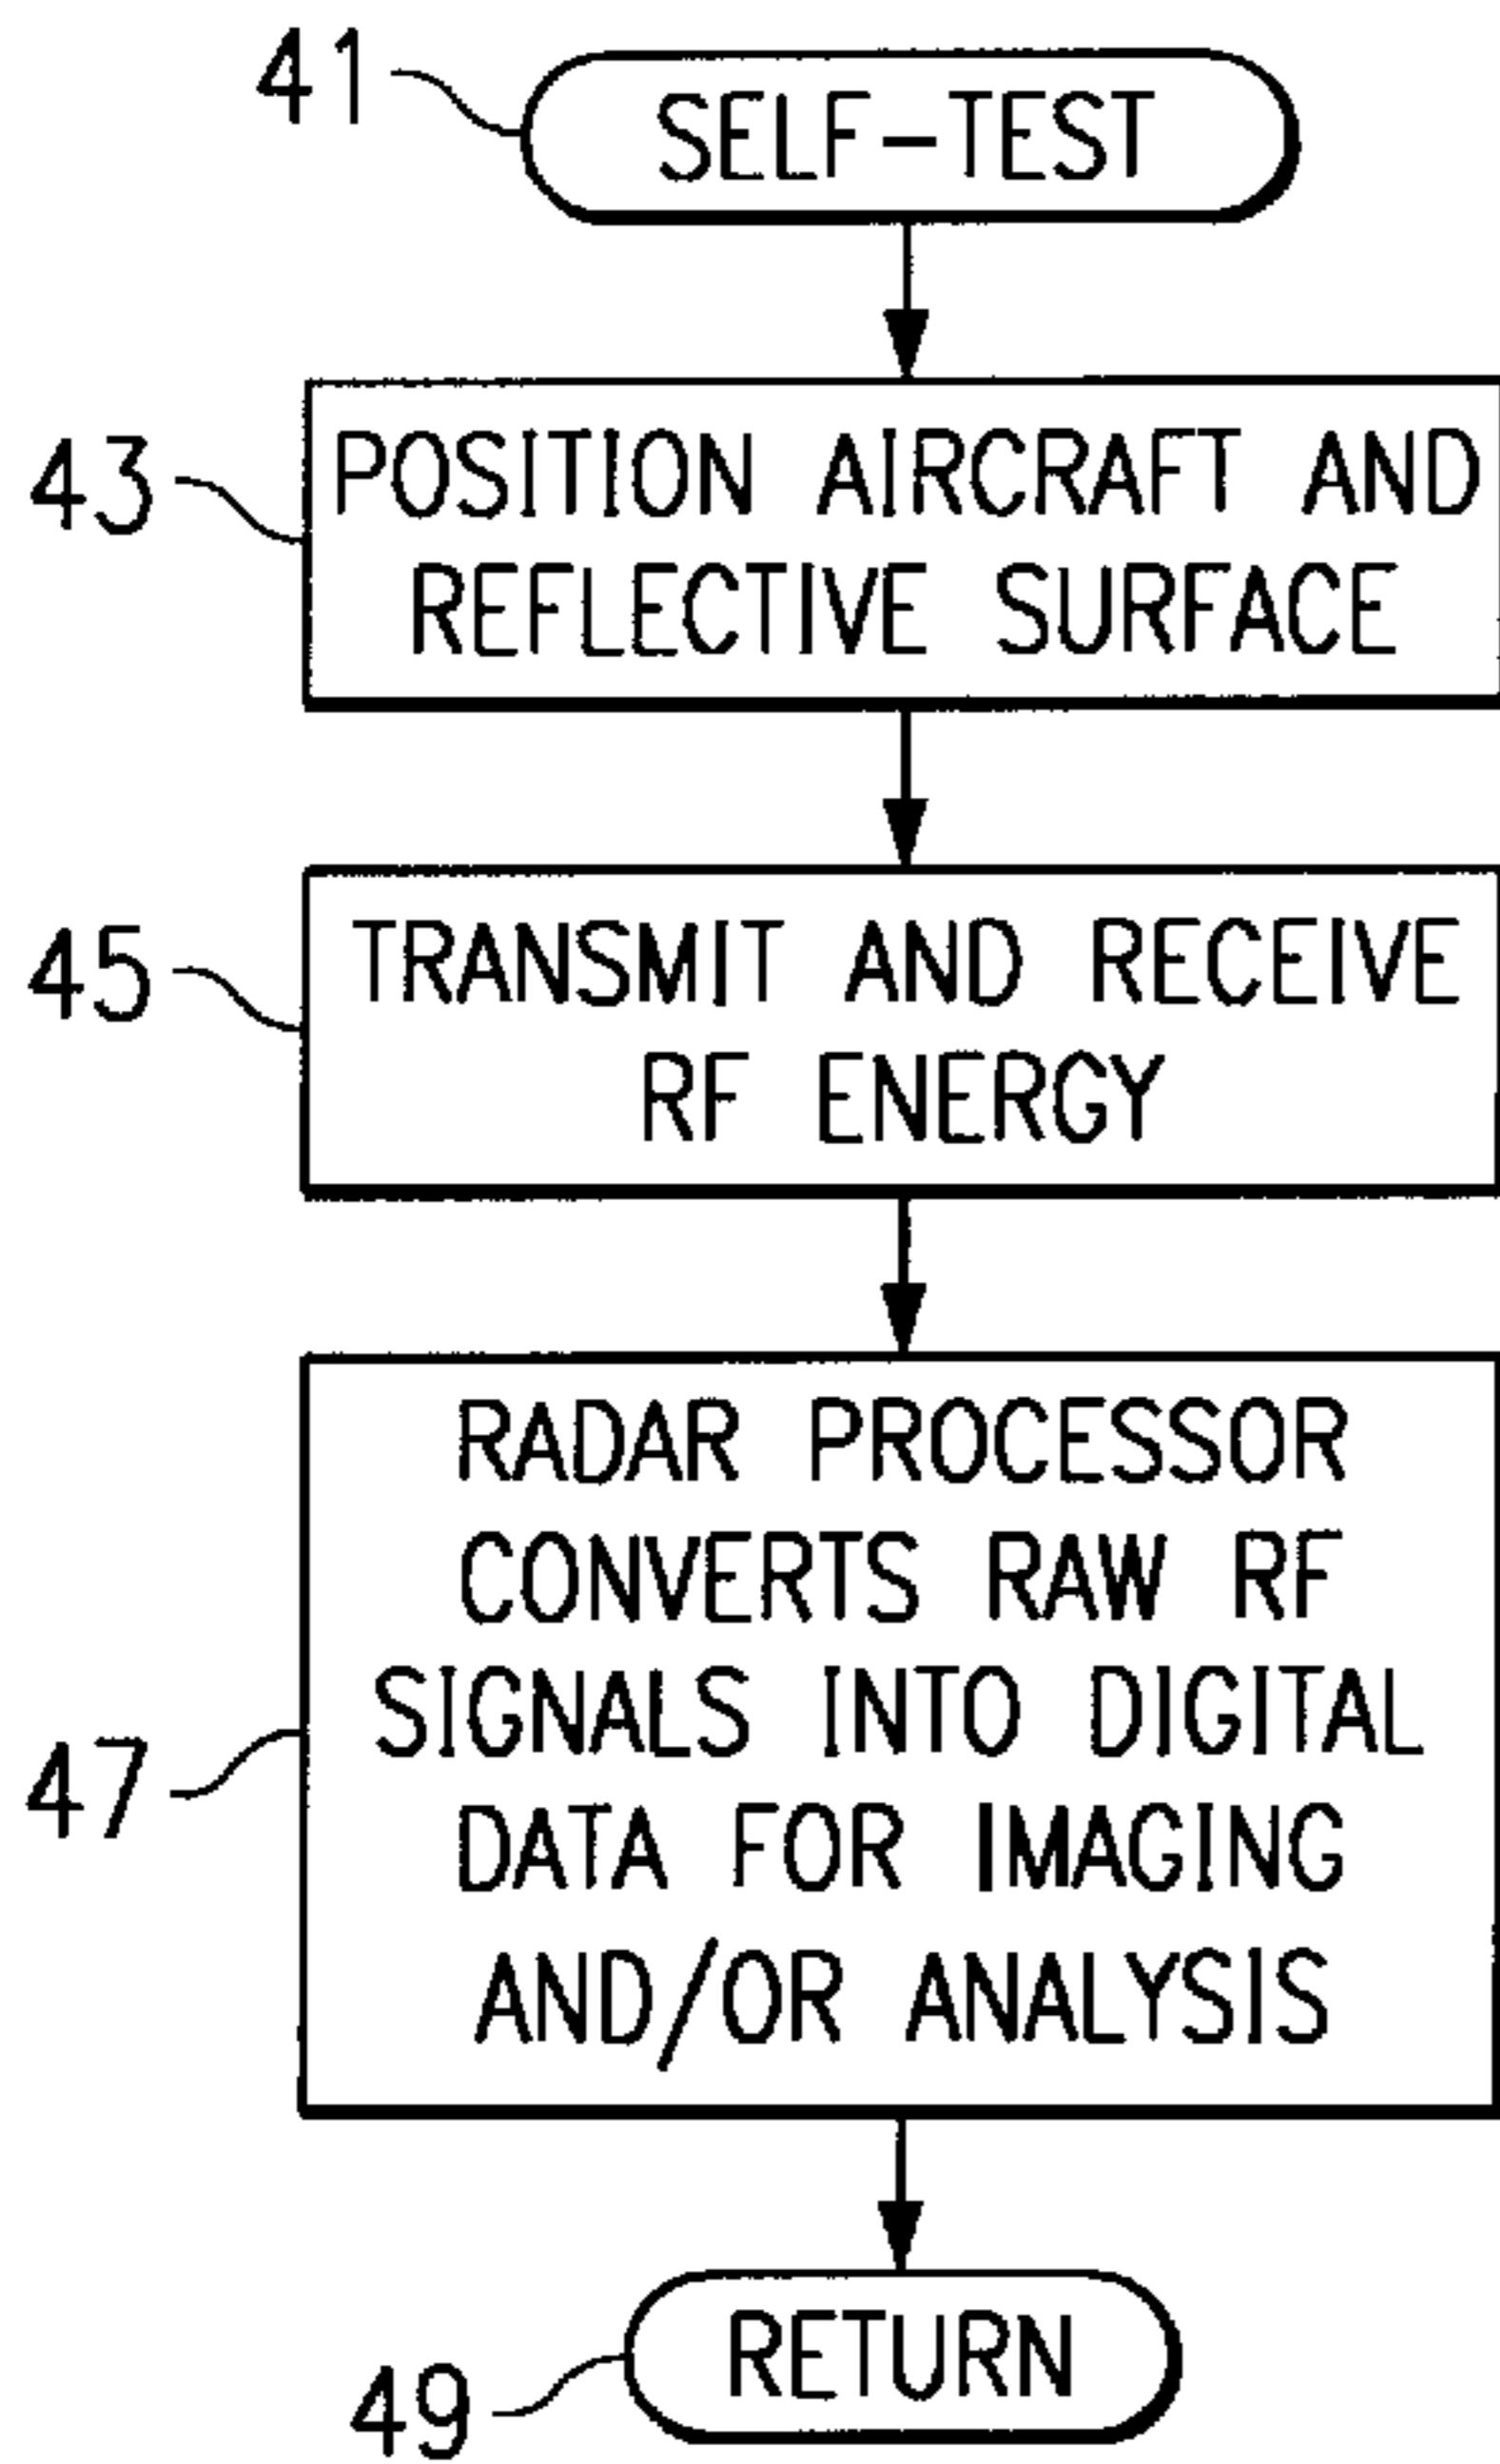 41
SELF-TEST
43
POSITION AIRCRAFT AND
REFLECTIVE SURFACE
45
TRANSMIT AND RECEIVE
RF ENERGY
47
RADAR PROCESSOR
CONVERTS RAW RF
SIGNALS INTO DIGITAL
DATA FOR IMAGING
AND/OR ANALYSIS
49
RETURN